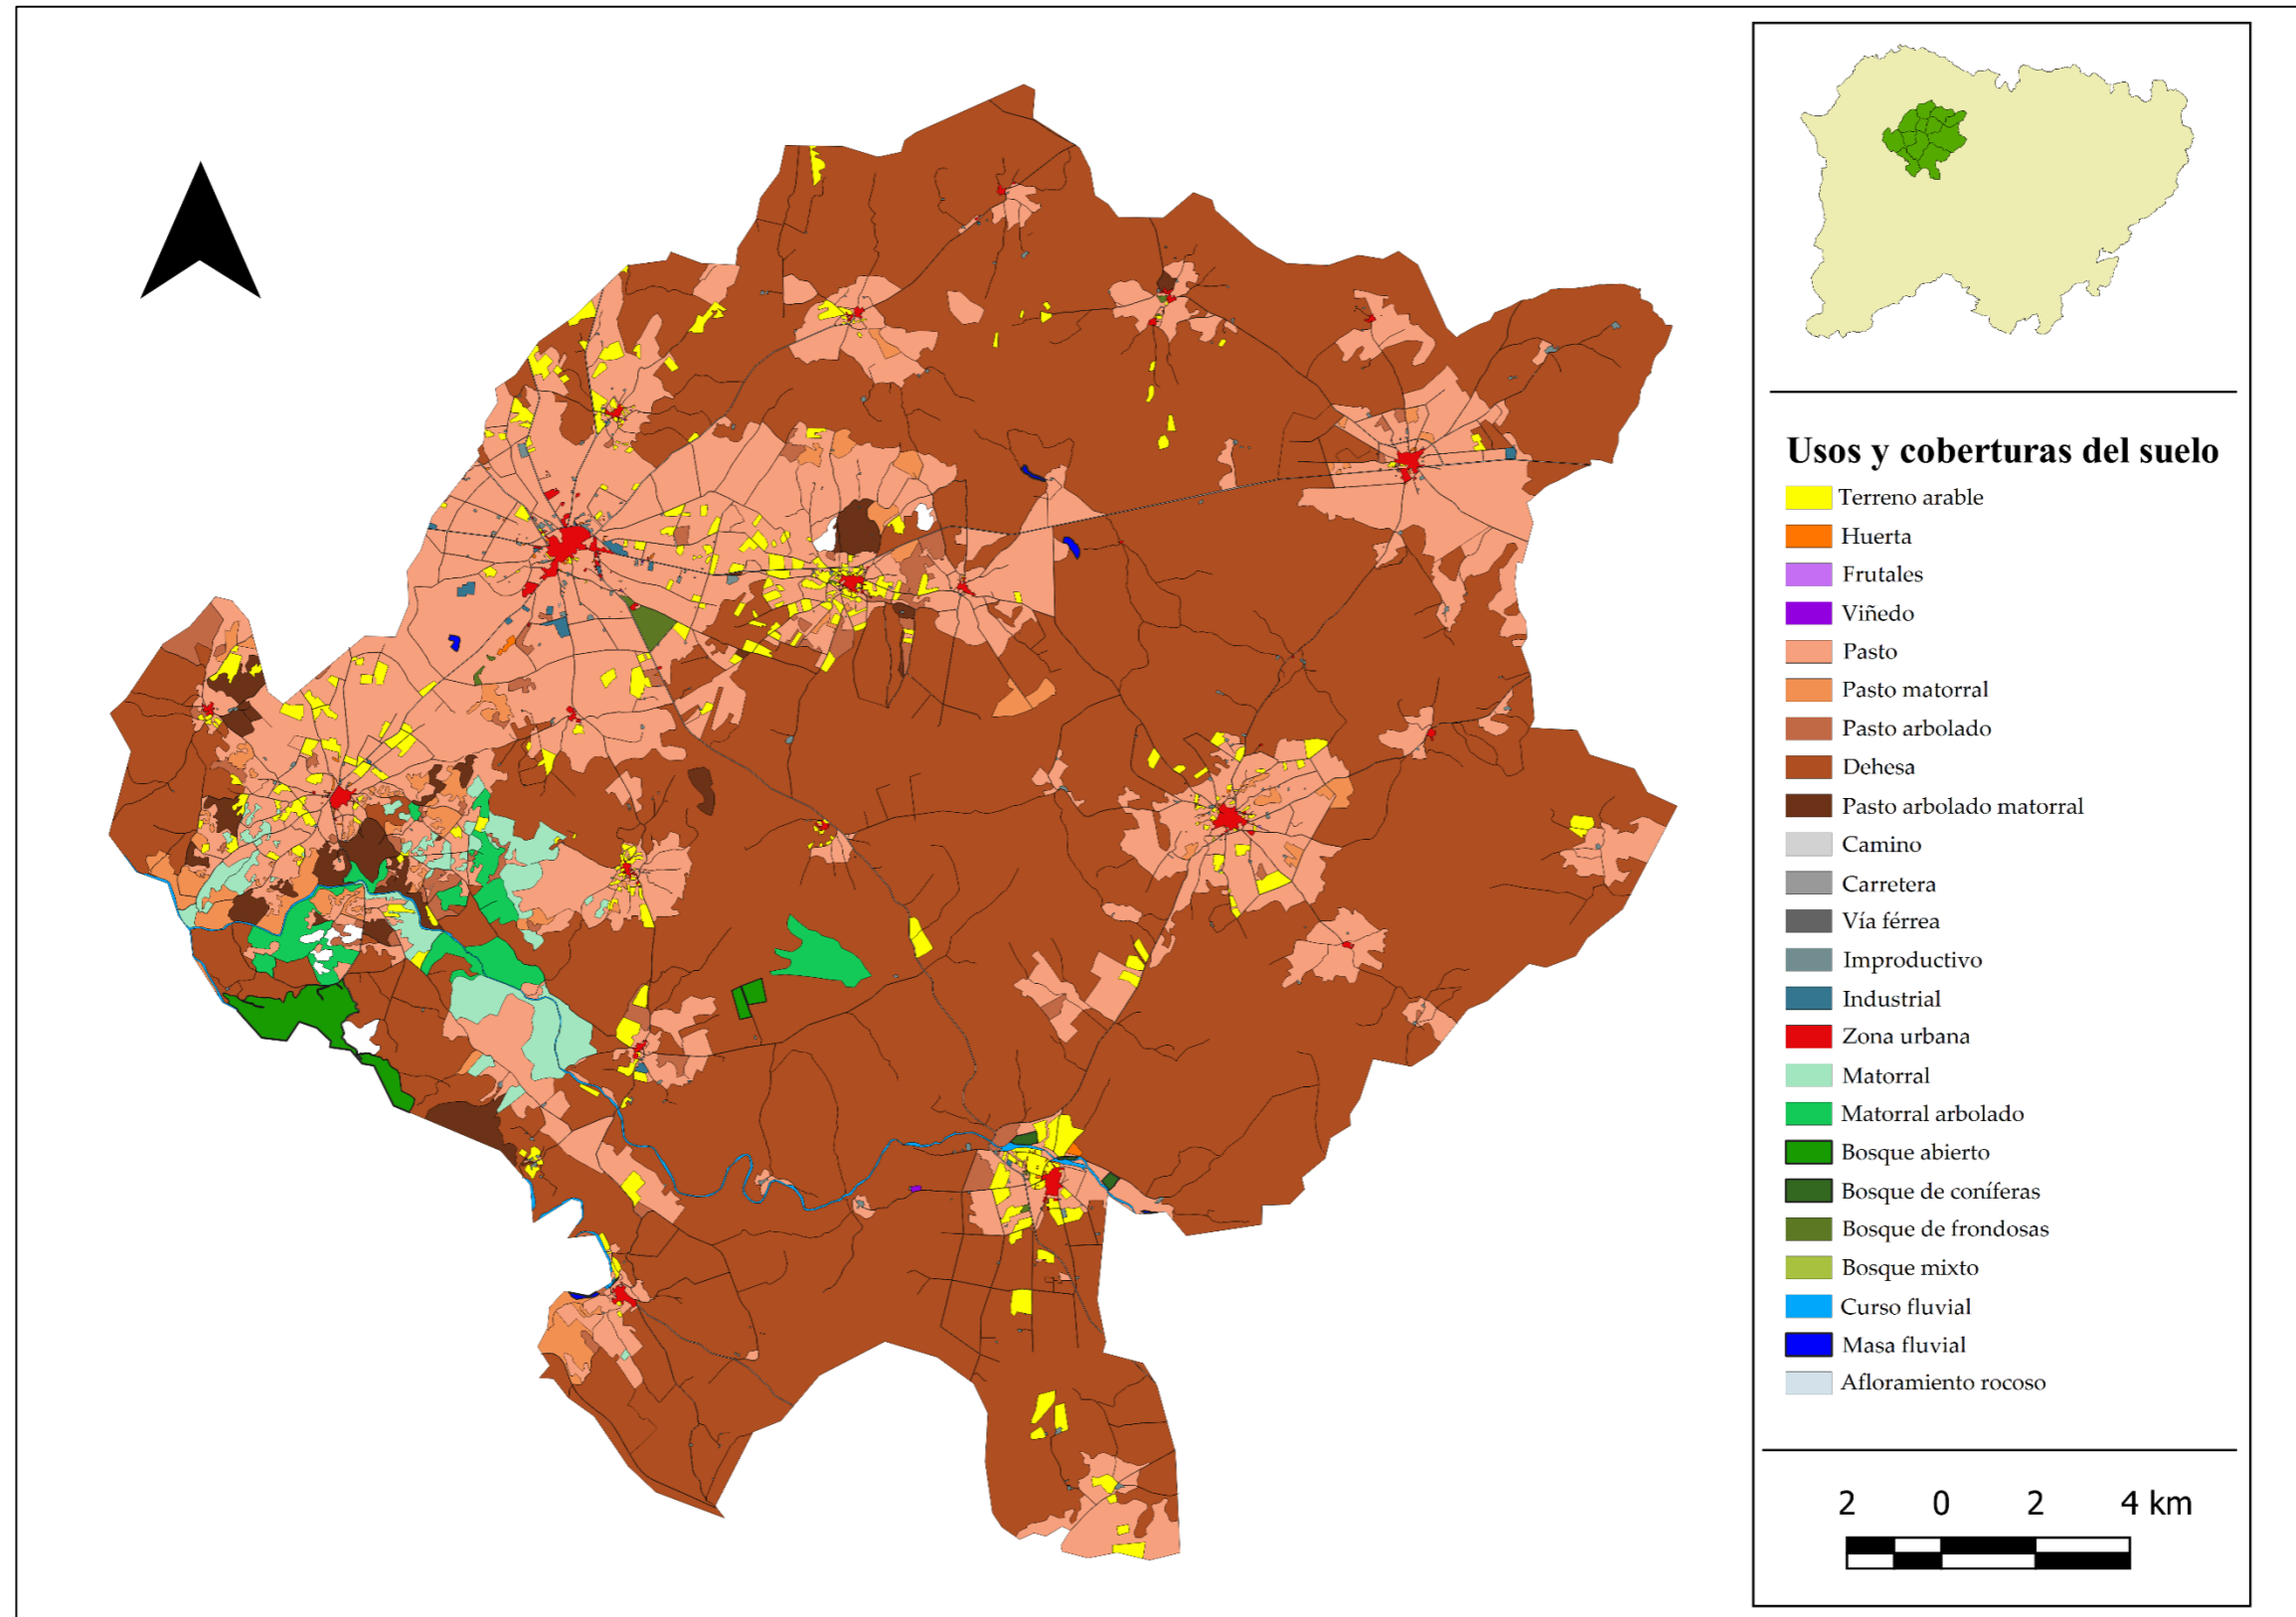 Usos y coberturas del suelo
Terreno arable
Huerta
Frutales
Viñedo
Pasto
Pasto matorral
Pasto arbolado
Dehesa
Pasto arbolado matorral
Camino
Carretera
Vía férrea
Improductivo
Industrial
Zona urbana
Matorral
Matorral arbolado
Bosque abierto
Bosque de coníferas
Bosque de frondosas
Bosque mixto
Curso fluvial
Masa fluvial
Afloramiento rocoso
2 0 2 4 km